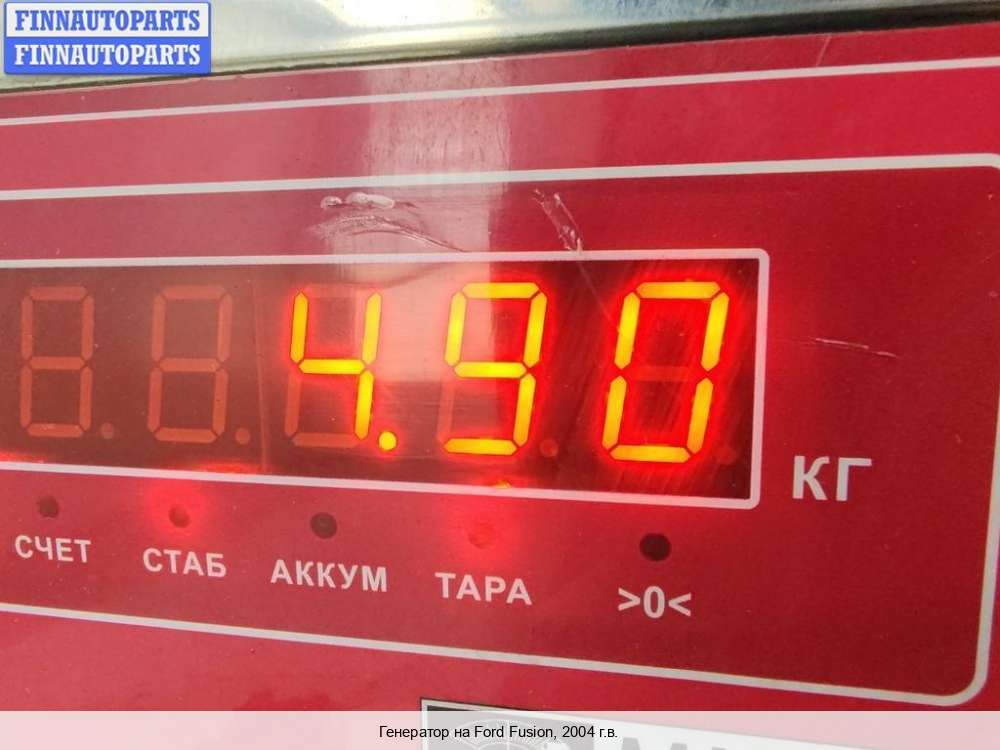 FINNAUTOPARTS
FINNAUTOPARTS
4.90
КГ
СЧЕТ СТАБ АККУМ ТАРА >0<
Генератор на Ford Fusion, 2004 г.в.